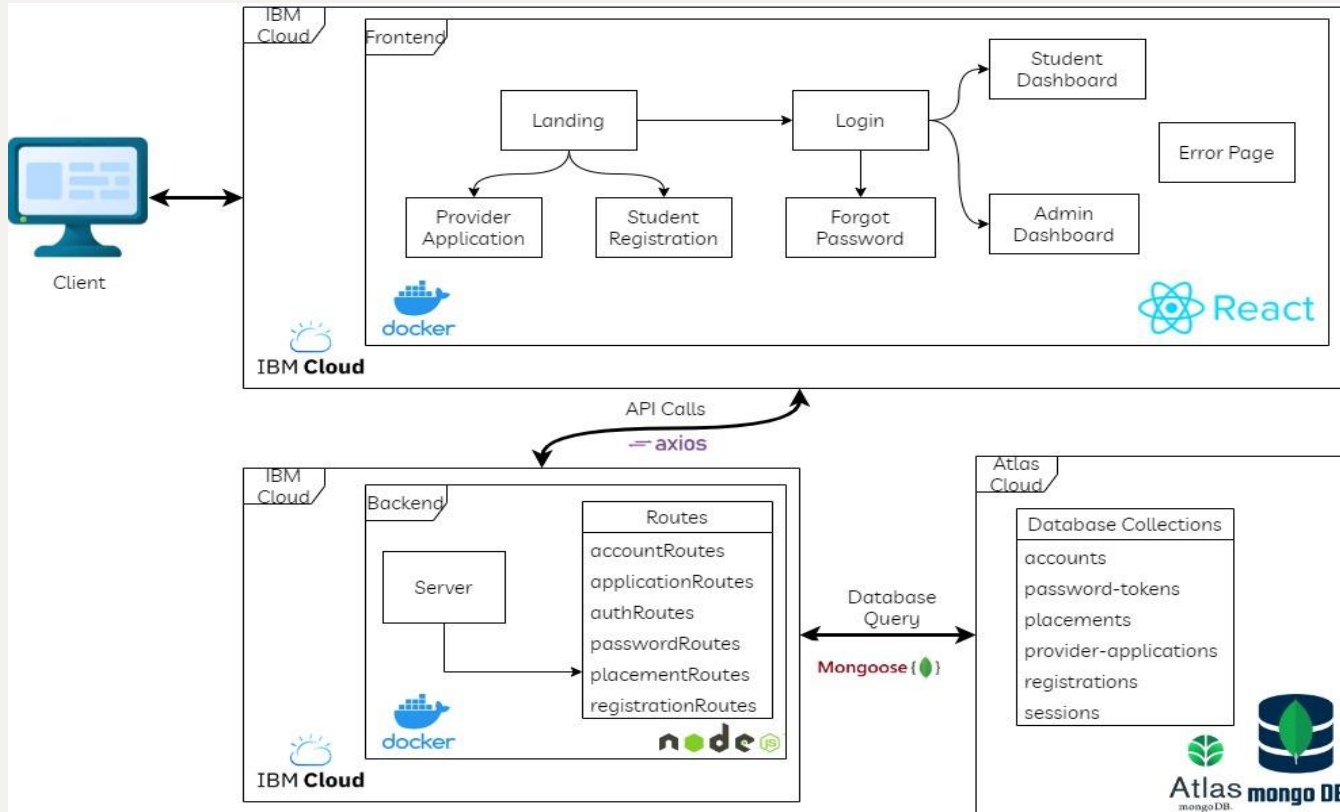 IBM
Cloud
Frontend
Student
Dashboard
Landing
Login
Error Page
Provider
Application
Student
Registration
Forgot
Password
Admin
Dashboard
Client
docker
React
IBM Cloud
API Calls
axios
IBM
Cloud
Backend
Server
Routes
accountRoutes
applicationRoutes
authRoutes
passwordRoutes
placementRoutes
registrationRoutes
docker
node JS
IBM Cloud
Database
Query
Mongoose { }
Atlas
Cloud
Database Collections
accounts
password-tokens
placements
provider-applications
registrations
sessions
Atlas
mongoDB.
mongo DB